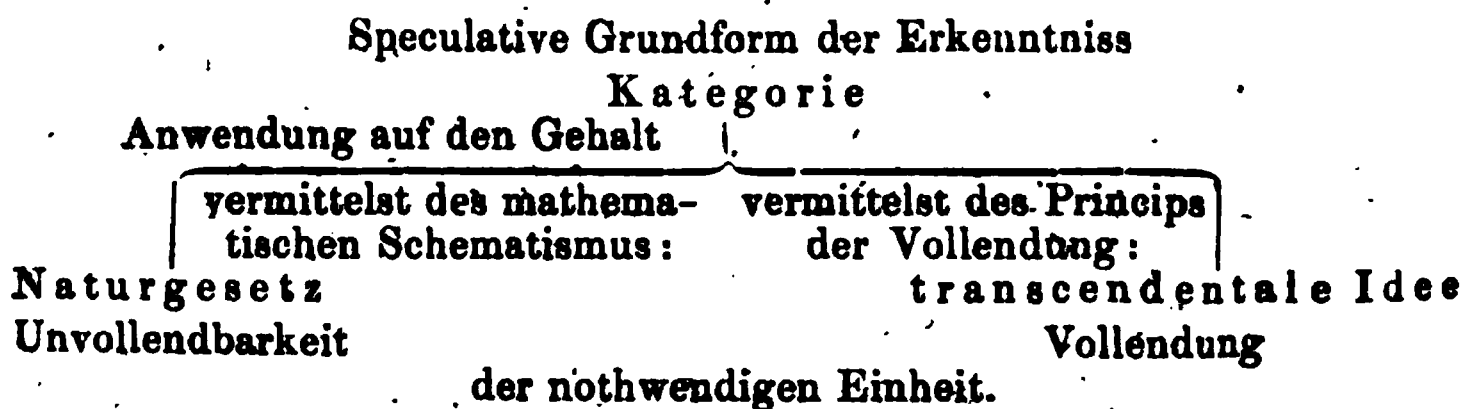 Speculative Grundform der Erkenntniss
Kategorie
Anwendung auf den Gehalt
vermittelst des mathema- vermittelst des Princips
tischen Schematismus: der Vollendung:
Naturgesetz transcendentale Idee
Unvollendbarkeit Vollendung
der nothwendigen Einheit.